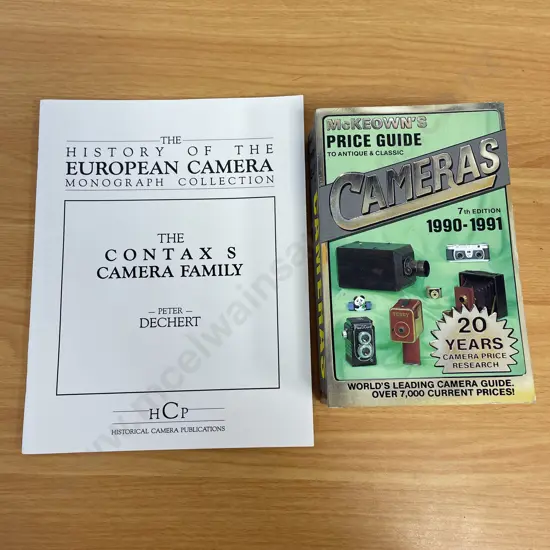 THE
HISTORY OF THE
EUROPEAN CAMERA
MONOGRAPH COLLECTION
THE
CONTAX S
CAMERA FAMILY
— PETER —
DECHERT
HCP
HISTORICAL CAMERA PUBLICATIONS
McKEOWN'S
PRICE GUIDE
TO ANTIQUE & CLASSIC
CAMERAS
7th EDITION
1990-1991
20
YEARS
CAMERA PRICE
RESEARCH
WORLD'S LEADING CAMERA GUIDE.
OVER 7,000 CURRENT PRICES!
CAMERAS